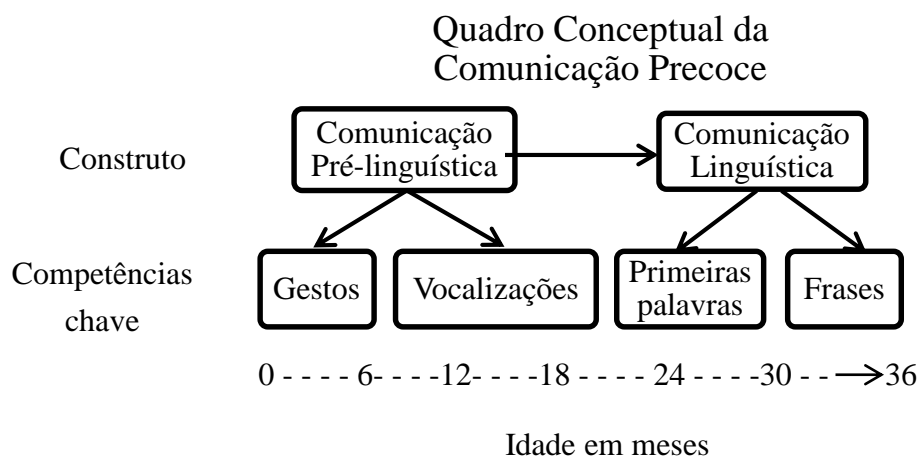 Quadro Conceptual da
Comunicação Precoce
Construto
Comunicação
Pré-linguística
Comunicação
Linguística
Competências
chave
Gestos
Vocalizações
Primeiras
palavras
Frases
0 - - - - 6- - - -12- - - -18 - - - - 24 - - - -30 - - 36
Idade em meses